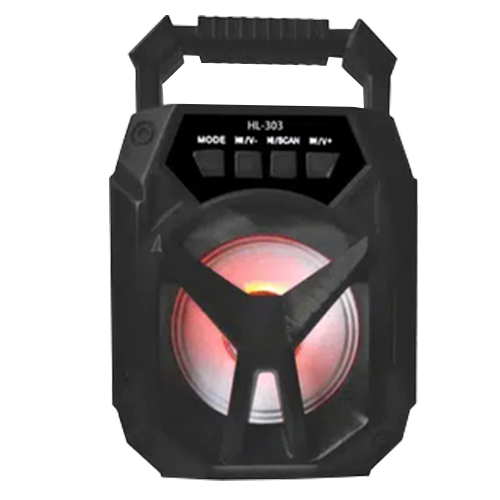 HL-303
MODE ⏮/V- ⏯/SCAN ⏭/V+